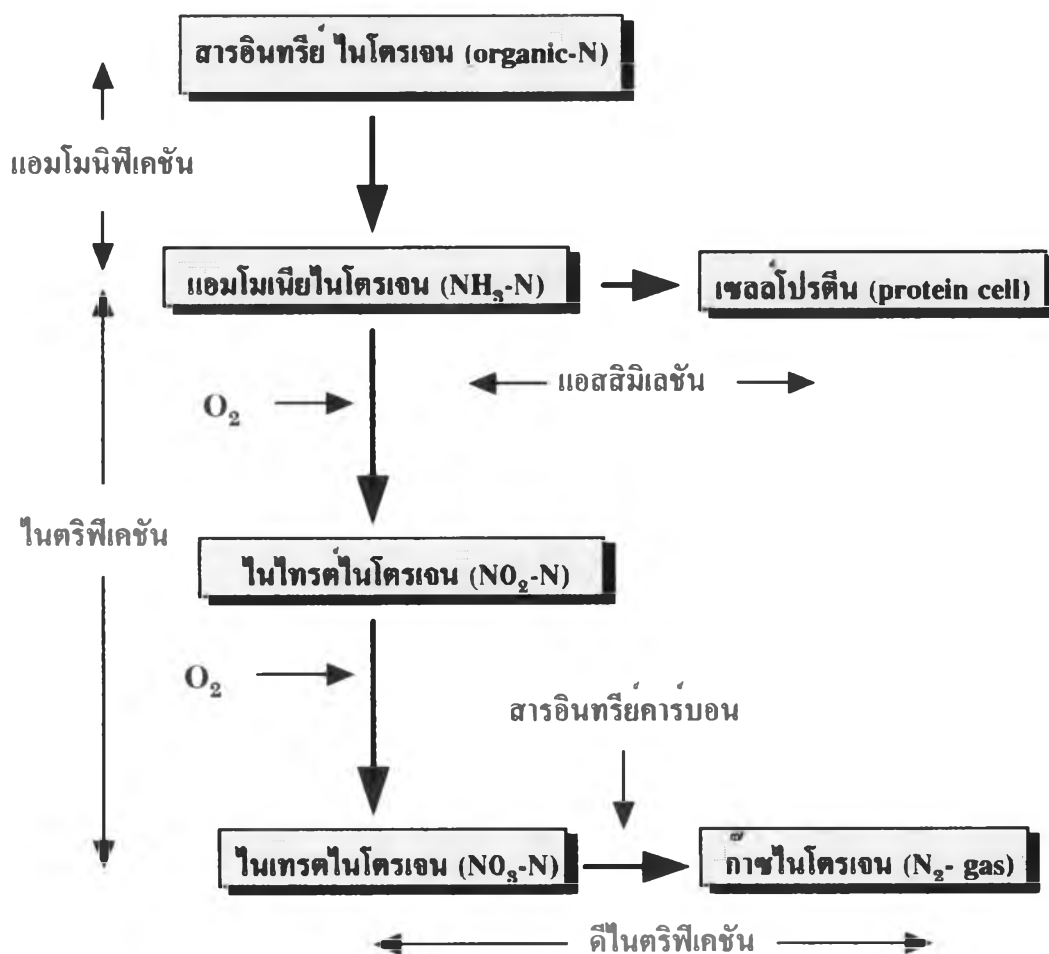 สารอินทรีย์ ไนโตรเจน (organic-N)
แอมโมนิฟิเคชัน
แอมโมเนียไนโตรเจน (NH₃-N)
เซลล์โปรตีน (protein cell)
แอสสิมิเลชัน
O₂
ไนตริฟิเคชัน
ไนไทรต์ไนโตรเจน (NO₂-N)
O₂
สารอินทรีย์คาร์บอน
ไนเทรตไนโตรเจน (NO₃-N)
ก๊าซไนโตรเจน (N₂- gas)
ดีไนตริฟิเคชัน